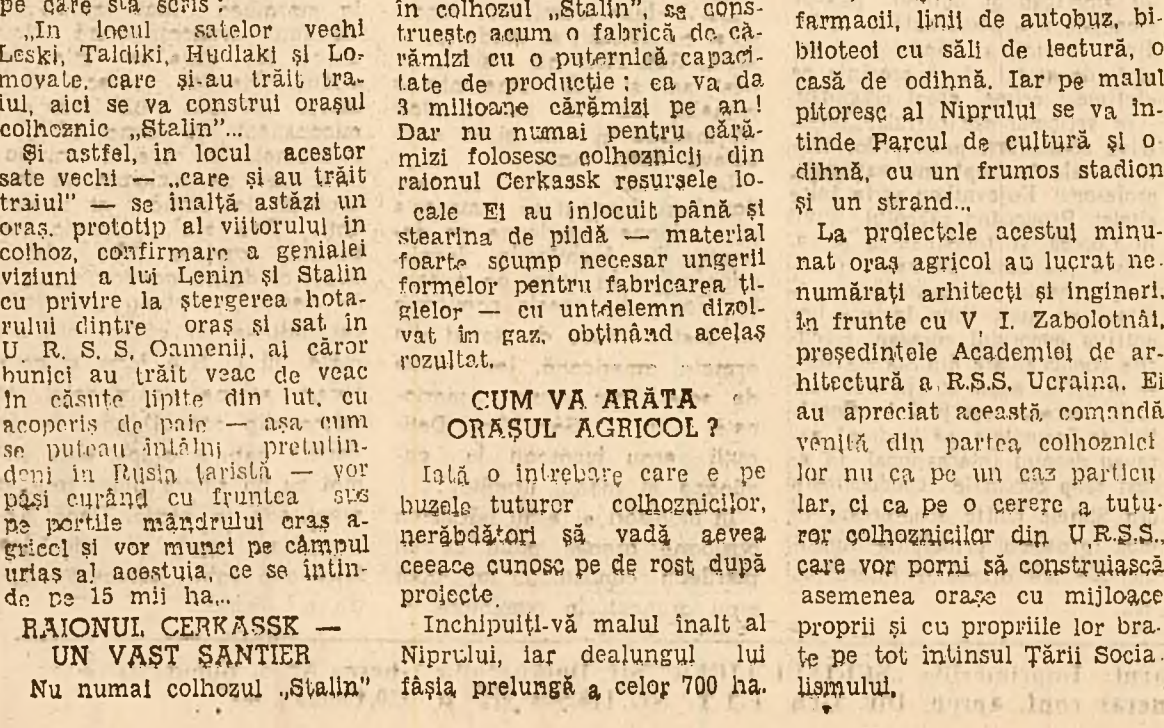 pe care stă scris :
„In locul satelor vechi
Leski, Taldiki, Hudlaki și Lo-
movate, care și-au trăit tra-
iul, aici se va construi orașul
colhoznic „Stalin"...
Și astfel, în locul acestor
sate vechi — „care și au trăit
traiul" — se înalță astăzi un
oraș, prototip al viitorului în
colhoz, confirmare a genialei
viziuni a lui Lenin și Stalin
cu privire la ștergerea hota-
rului dintre oraș și sat în
U. R. S. S. Oamenii, ai căror
bunici au trăit veac de veac
în căsuțe lipite din lut, cu
acoperiș de paie — așa cum
se puteau întâlni pretutin-
deni în Rusia țaristă — vor
păși curând cu fruntea sus
pe porțile mândrului oraș a-
gricol și vor munci pe câmpul
uriaș al acestuia, ce se întin-
de pe 15 mii ha...
RAIONUL CERKASSK —
UN VAST ȘANTIER
Nu numai colhozul „Stalin"
în colhozul „Stalin", se cons-
truește acum o fabrică de că-
rămizi cu o puternică capaci-
tate de producție ; ea va da
3 milioane cărămizi pe an !
Dar nu numai pentru cără-
mizi folosesc colhoznicii din
raionul Cerkassk resursele lo-
cale Ei au înlocuit până și
stearina de pildă — material
foarte scump necesar ungerii
formelor pentru fabricarea ți-
glelor — cu untdelemn dizol-
vat în gaz, obținând acelaș
rezultat.
CUM VA ARĂTA
ORAȘUL AGRICOL ?
Iată o întrebare care e pe
buzele tuturor colhoznicilor,
nerăbdători să vadă aevea
ceeace cunosc pe de rost după
proiecte.
Inchipuiți-vă malul înalt al
Niprului, iar dealungul lui
fâșia prelungă a celor 700 ha.
farmacii, linii de autobuz, bi-
blioteci cu săli de lectură, o
casă de odihnă. Iar pe malul
pitoresc al Niprului se va în-
tinde Parcul de cultură și o
dihnă, cu un frumos stadion
și un strand...
La proiectele acestui minu-
nat oraș agricol au lucrat ne-
numărați arhitecți și ingineri,
în frunte cu V. I. Zabolotnâi,
președintele Academiei de ar-
hitectură a R.S.S. Ucraina. Ei
au apreciat această comandă
venită din partea colhoznici
lor nu ca pe un caz particu
lar, ci ca pe o cerere a tutu-
ror colhoznicilor din U.R.S.S.,
care vor porni să construiască
asemenea orașe cu mijloace
proprii și cu propriile lor bra-
țe pe tot întinsul Țării Socia-
lismului.